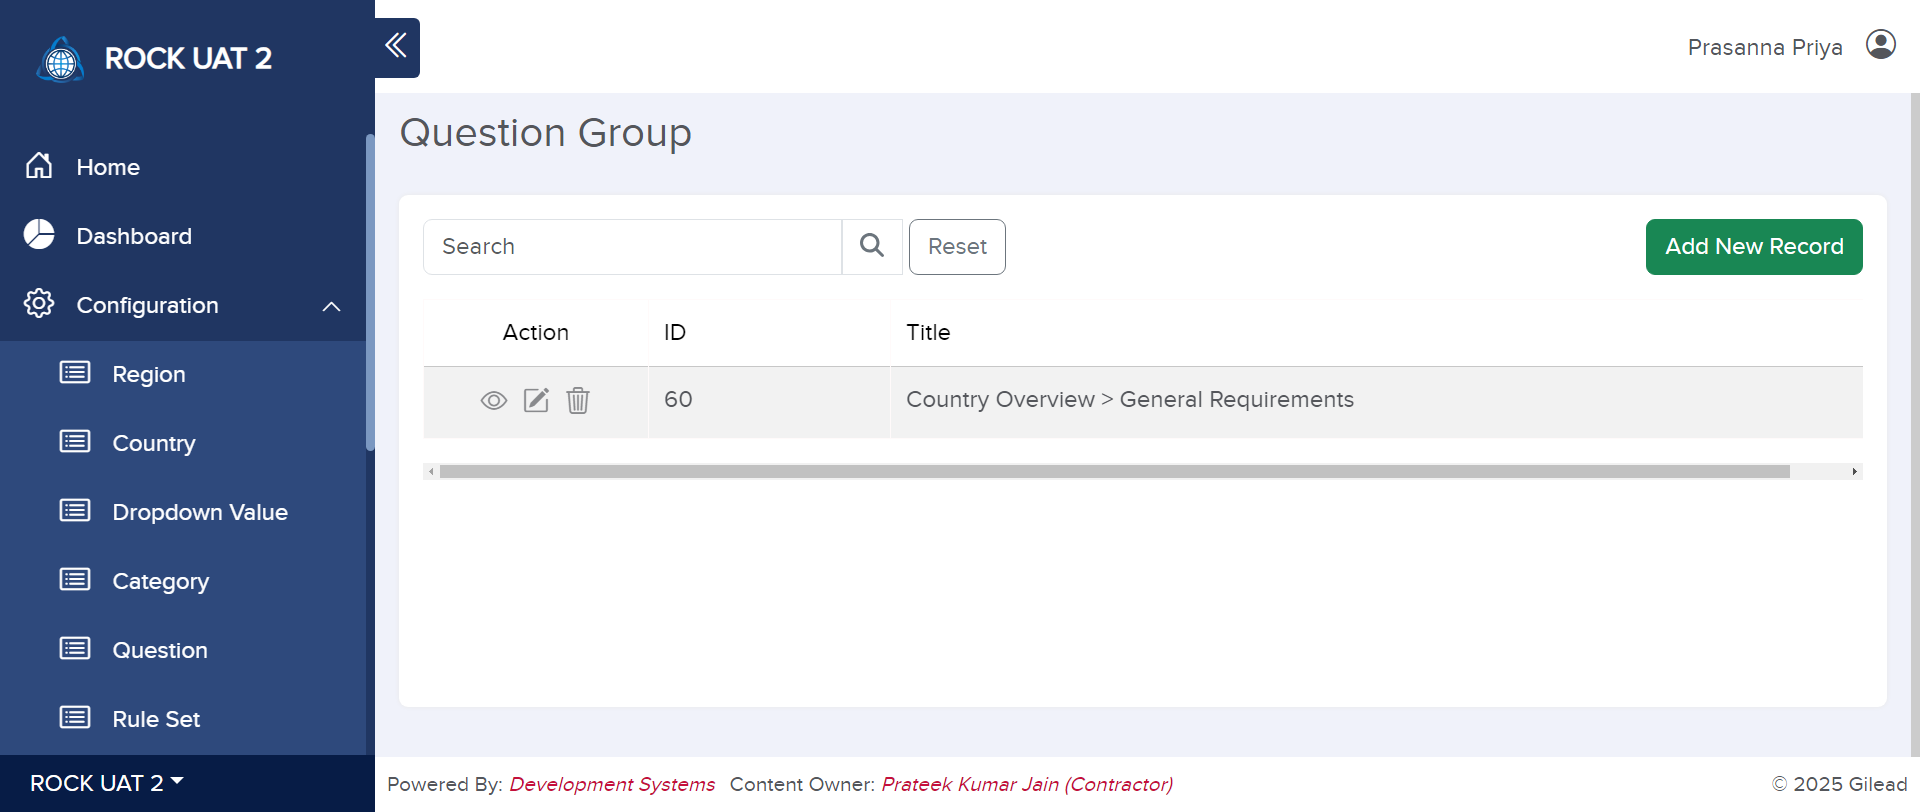 ROCK UAT 2
Home
Dashboard
Configuration
Region
Country
Dropdown Value
Category
Question
Rule Set
ROCK UAT 2
Prasanna Priya
Question Group
Search
Reset
Add New Record
Action ID Title
60 Country Overview > General Requirements
Powered By: Development Systems Content Owner: Prateek Kumar Jain (Contractor)
© 2025 Gilead